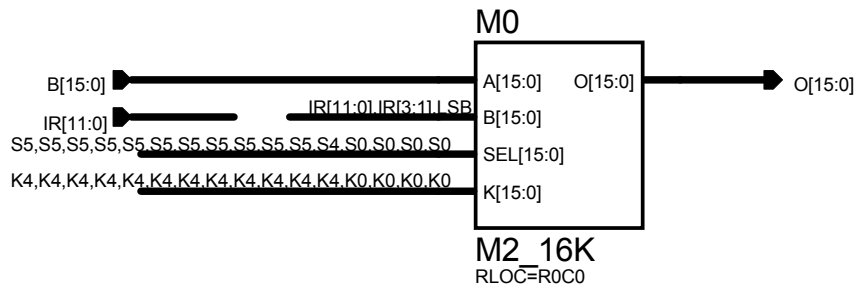 M0
B[15:0]
A[15:0]
O[15:0]
O[15:0]
IR[11:0]
IR[11:0],IR[3:1],LSB
B[15:0]
S5,S5,S5,S5,S5,S5,S5,S5,S5,S5,S5,S4,S0,S0,S0,S0
SEL[15:0]
K4,K4,K4,K4,K4,K4,K4,K4,K4,K4,K4,K4,K0,K0,K0,K0
K[15:0]
M2_16K
RLOC=R0C0